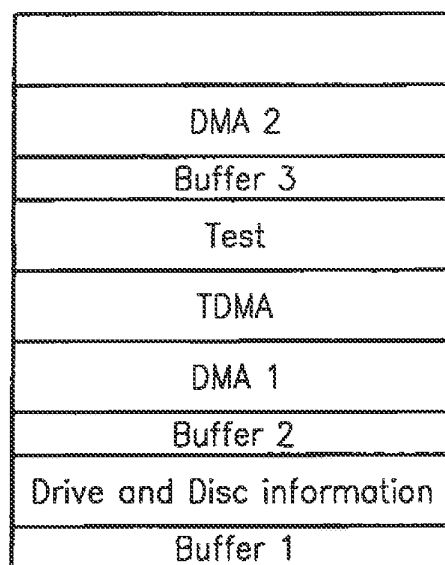 DMA 2
Buffer 3
Test
TDMA
DMA 1
Buffer 2
Drive and Disc information
Buffer 1